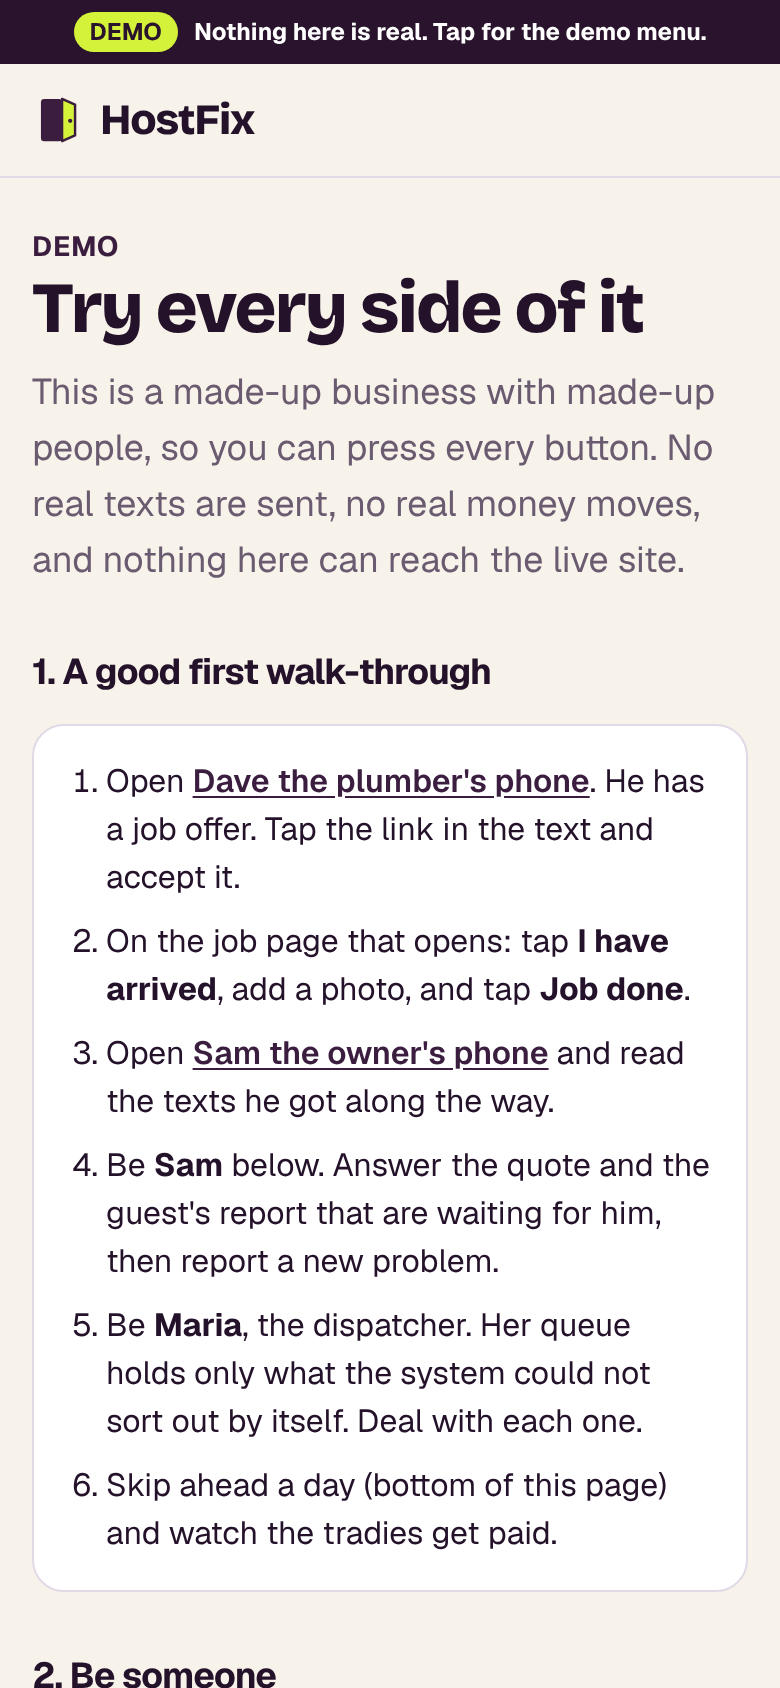 DEMO Nothing here is real. Tap for the demo menu.
HostFix
DEMO
Try every side of it
This is a made-up business with made-up
people, so you can press every button. No
real texts are sent, no real money moves,
and nothing here can reach the live site.
1. A good first walk-through
1. Open Dave the plumber's phone. He has
a job offer. Tap the link in the text and
accept it.
2. On the job page that opens: tap I have
arrived, add a photo, and tap Job done.
3. Open Sam the owner's phone and read
the texts he got along the way.
4. Be Sam below. Answer the quote and the
guest's report that are waiting for him,
then report a new problem.
5. Be Maria, the dispatcher. Her queue
holds only what the system could not
sort out by itself. Deal with each one.
6. Skip ahead a day (bottom of this page)
and watch the tradies get paid.
2. Be someone